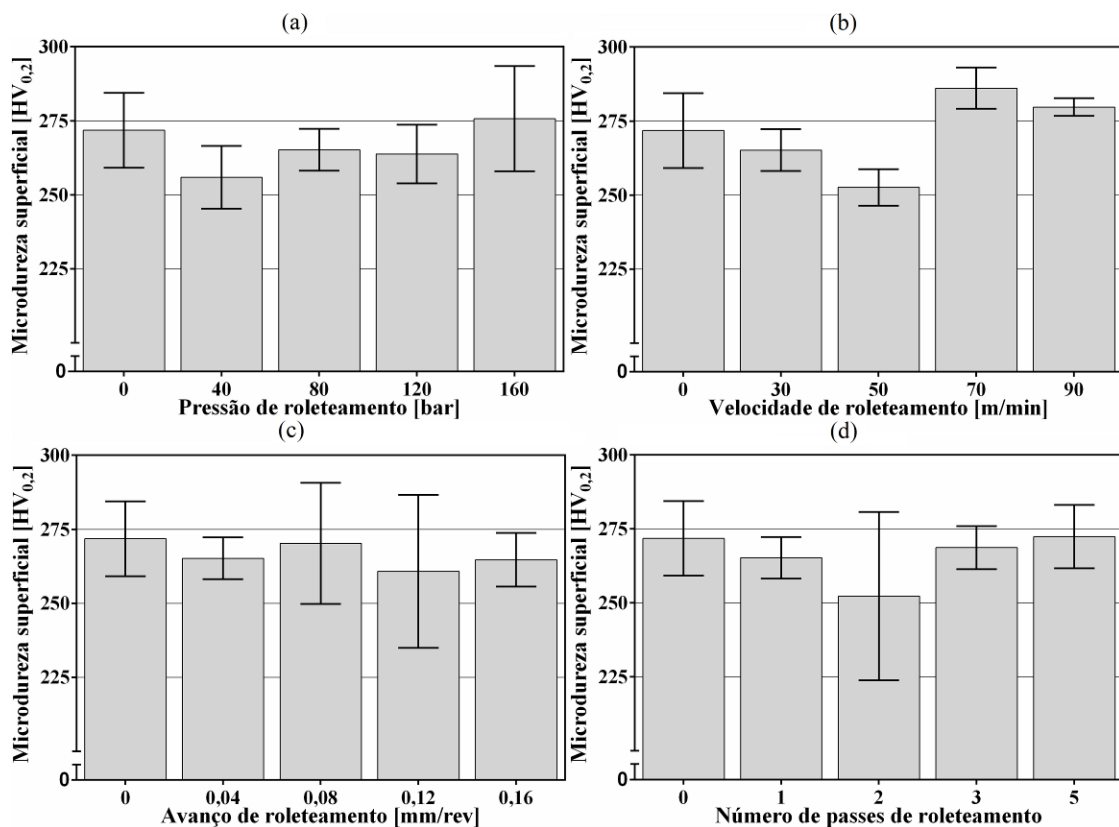 (a)
Microdureza superficial [HV0,2]
300
275
250
225
0
0 40 80 120 160
Pressão de roleteamento [bar]
(b)
Microdureza superficial [HV0,2]
300
275
250
225
0
0 30 50 70 90
Velocidade de roleteamento [m/min]
(c)
Microdureza superficial [HV0,2]
300
275
250
225
0
0 0,04 0,08 0,12 0,16
Avanço de roleteamento [mm/rev]
(d)
Microdureza superficial [HV0,2]
300
275
250
225
0
0 1 2 3 5
Número de passes de roleteamento